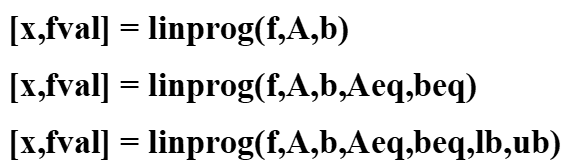 [x,fval] = linprog(f,A,b)
[x,fval] = linprog(f,A,b,Aeq,beq)
[x,fval] = linprog(f,A,b,Aeq,beq,lb,ub)